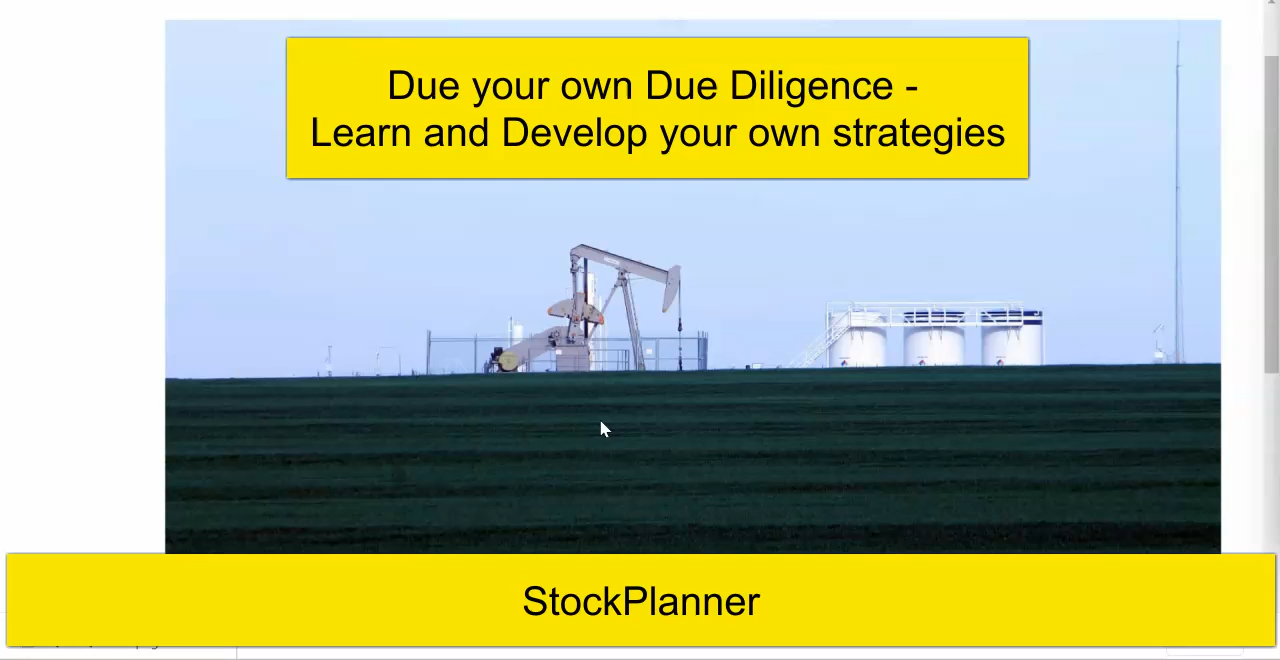 Due your own Due Diligence -
Learn and Develop your own strategies
StockPlanner